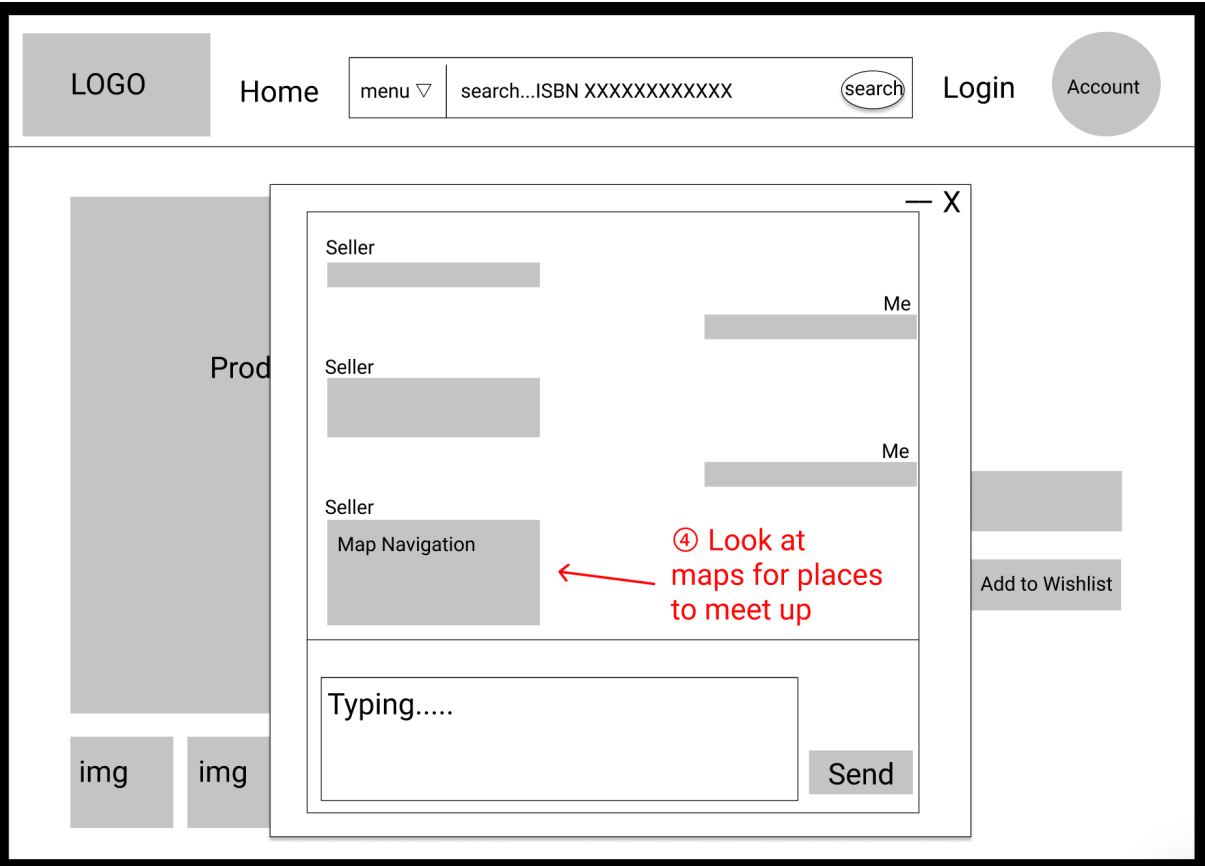 LOGO
Home
menu ▽
search...ISBN XXXXXXXXXXXX
search
Login
Account
— X
Seller
Me
Prod
Seller
Me
Seller
Map Navigation
④ Look at
maps for places
to meet up
Add to Wishlist
Typing.....
Send
img
img